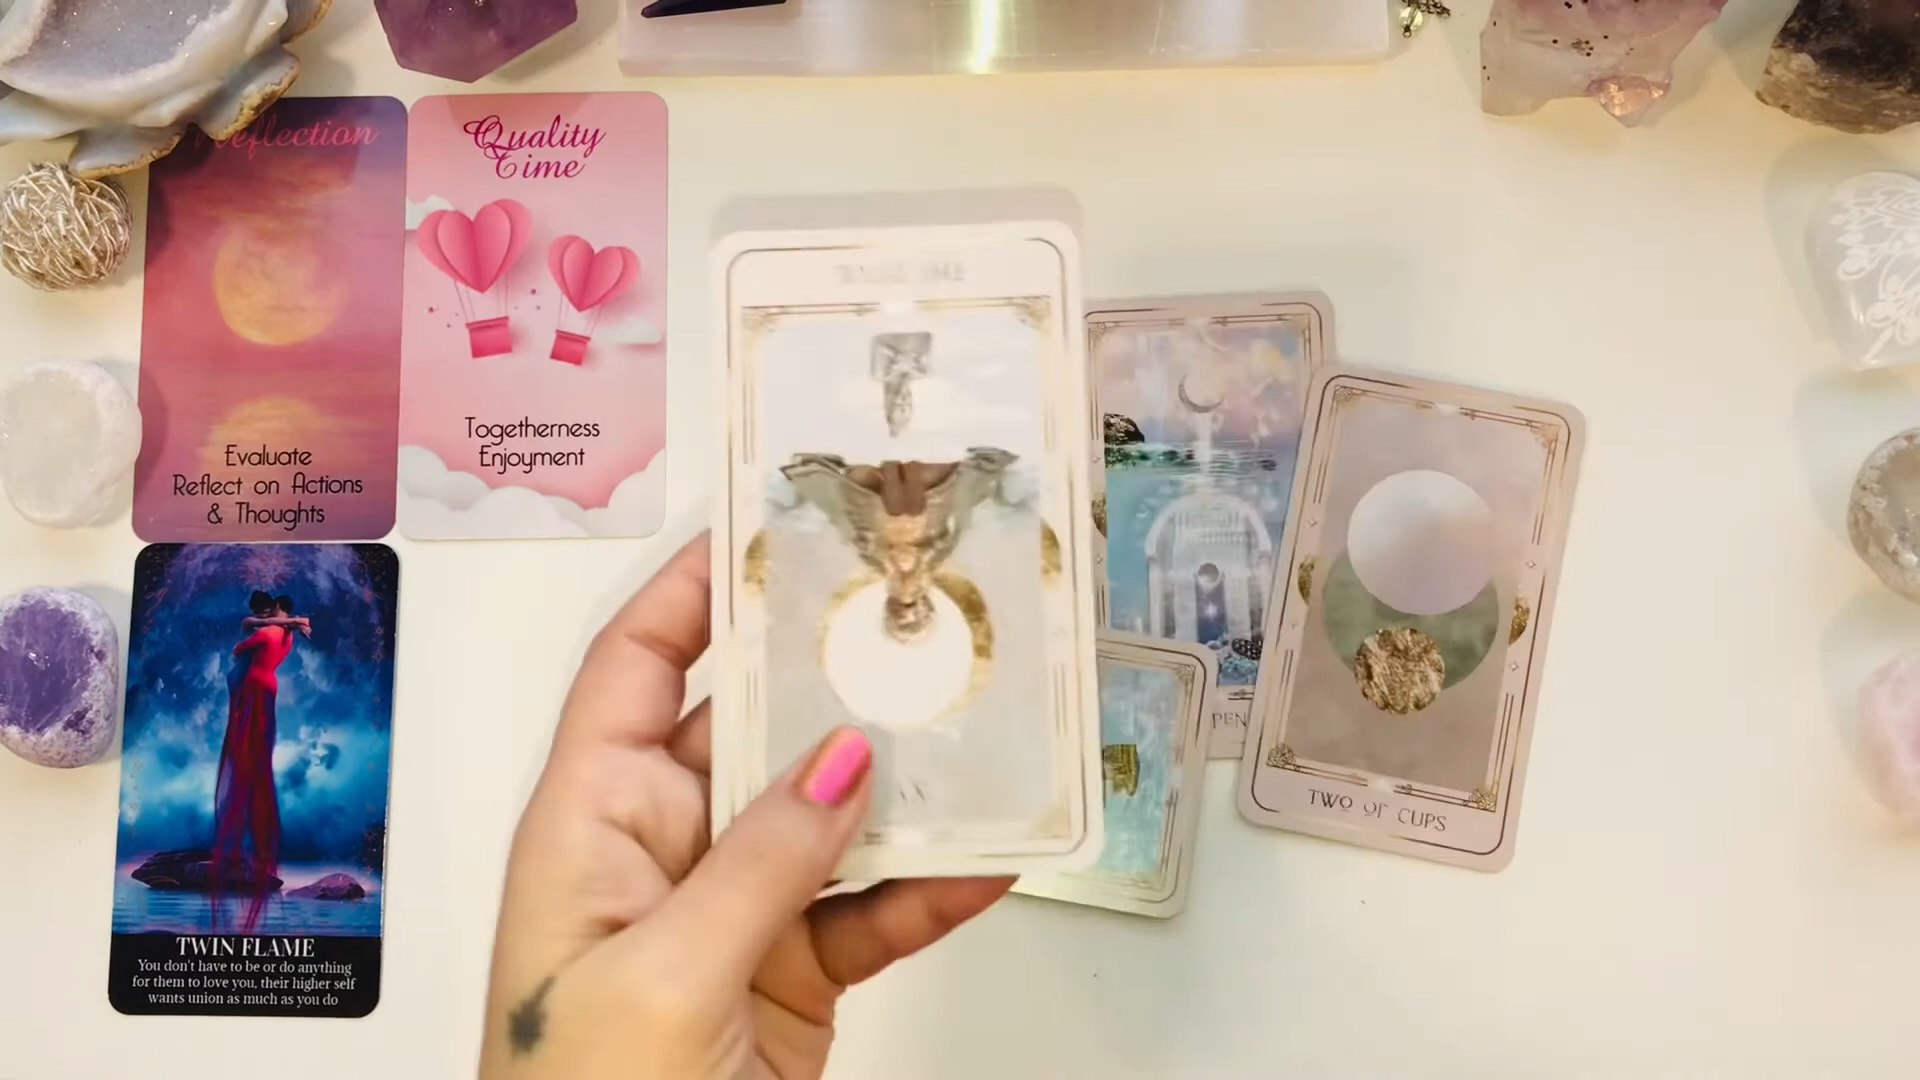 Reflection
Evaluate
Reflect on Actions
& Thoughts
Quality
Time
Togetherness
Enjoyment
TWIN FLAME
You don't have to be or do anything
for them to love you, their higher self
wants union as much as you do
PEN
TWO OF CUPS